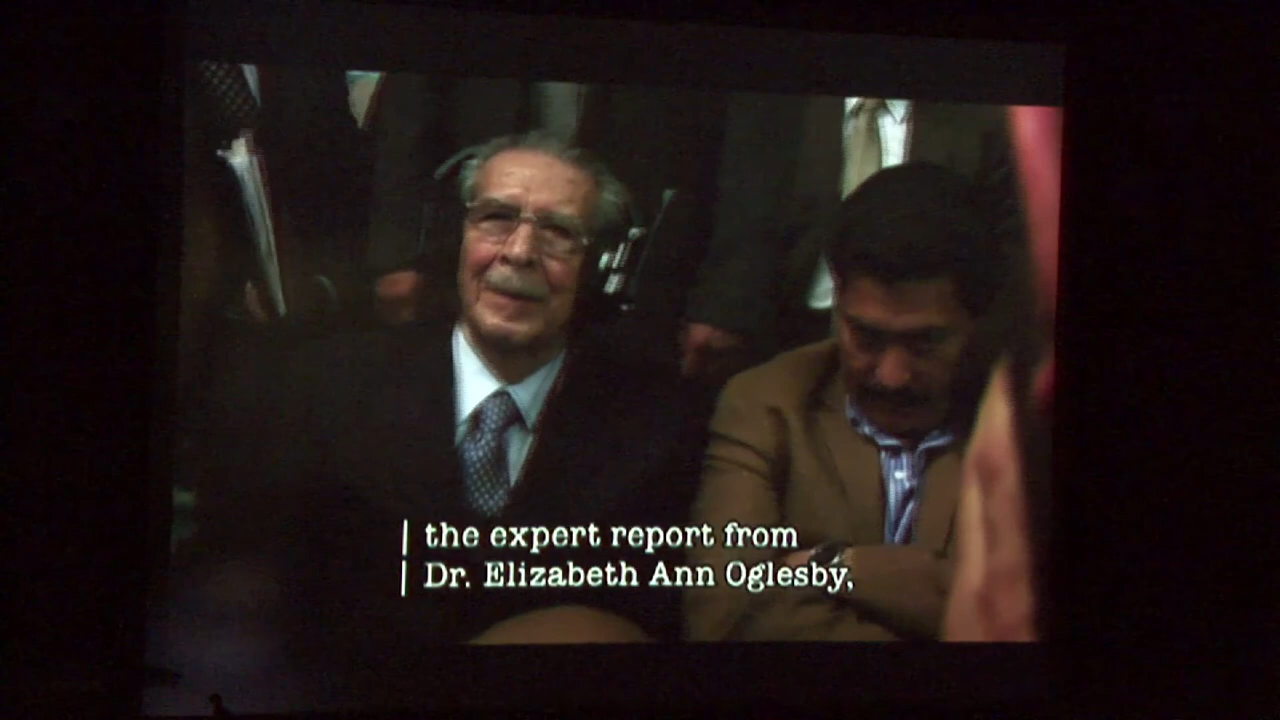 | the expert report from
| Dr. Elizabeth Ann Oglesby,